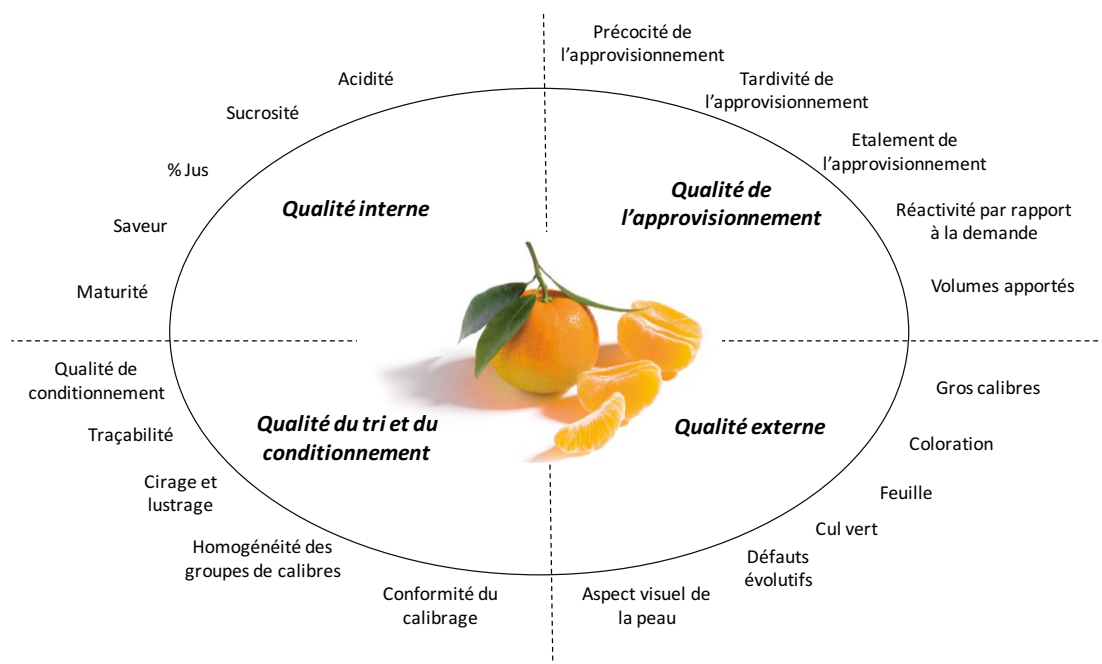 Précocité de
l'approvisionnement
Acidité
Tardivité de
l'approvisionnement
Sucrosité
Etalement de
l'approvisionnement
% Jus
Qualité interne
Qualité de
l'approvisionnement
Saveur
Réactivité par rapport
à la demande
Maturité
Volumes apportés
Qualité de
conditionnement
Gros calibres
Traçabilité
Qualité du tri et du
conditionnement
Qualité externe
Coloration
Cirage et
lustrage
Feuille
Cul vert
Homogénéité des
groupes de calibres
Défauts
évolutifs
Conformité du
calibrage
Aspect visuel de
la peau